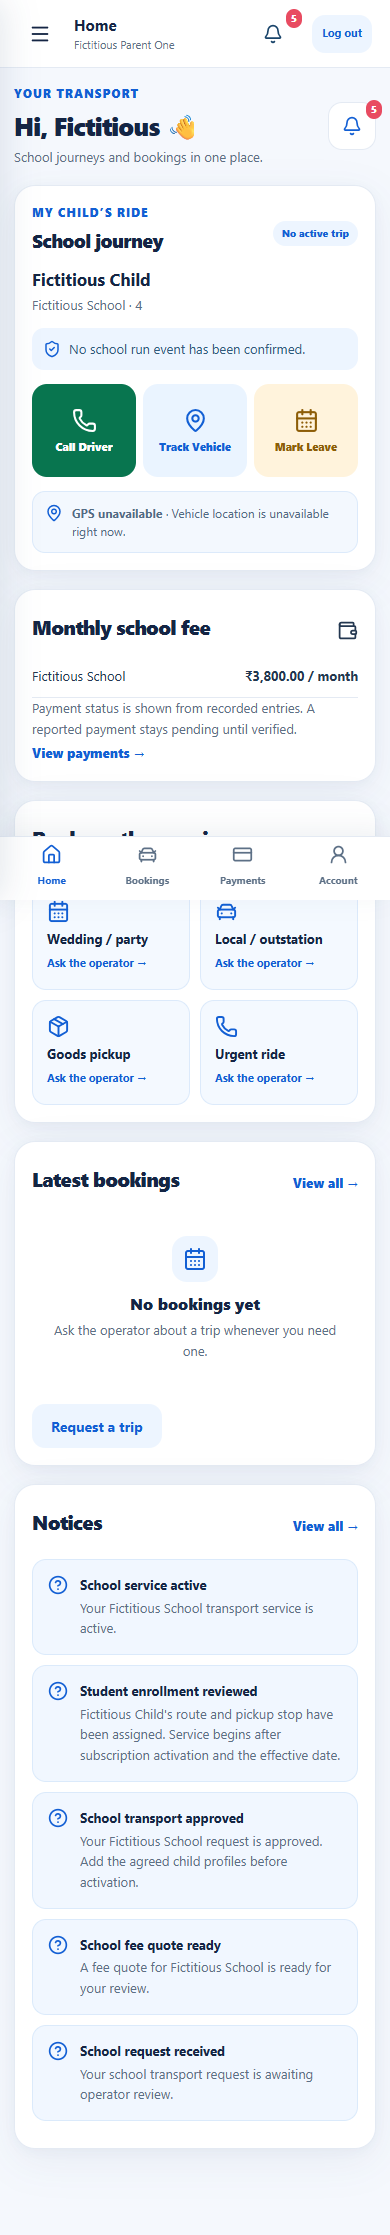 Home
Fictitious Parent One
5
Log out
YOUR TRANSPORT
Hi, Fictitious 👋
5
School journeys and bookings in one place.
MY CHILD'S RIDE
School journey
No active trip
Fictitious Child
Fictitious School · 4
No school run event has been confirmed.
Call Driver
Track Vehicle
Mark Leave
GPS unavailable · Vehicle location is unavailable
right now.
Monthly school fee
Fictitious School
₹3,800.00 / month
Payment status is shown from recorded entries. A
reported payment stays pending until verified.
View payments →
Home
Bookings
Payments
Account
Wedding / party
Ask the operator →
Local / outstation
Ask the operator →
Goods pickup
Ask the operator →
Urgent ride
Ask the operator →
Latest bookings
View all →
No bookings yet
Ask the operator about a trip whenever you need
one.
Request a trip
Notices
View all →
School service active
Your Fictitious School transport service is
active.
Student enrollment reviewed
Fictitious Child's route and pickup stop have
been assigned. Service begins after
subscription activation and the effective date.
School transport approved
Your Fictitious School request is approved.
Add the agreed child profiles before
activation.
School fee quote ready
A fee quote for Fictitious School is ready for
your review.
School request received
Your school transport request is awaiting
operator review.